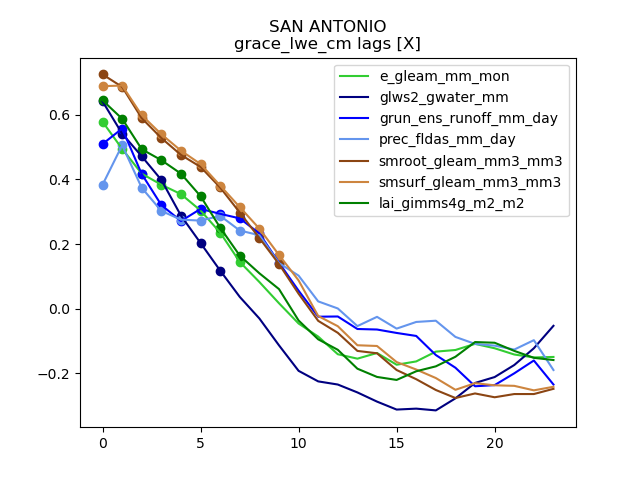 SAN ANTONIO
grace_lwe_cm lags [X]
e_gleam_mm_mon
glws2_gwater_mm
grun_ens_runoff_mm_day
prec_fldas_mm_day
smroot_gleam_mm3_mm3
smsurf_gleam_mm3_mm3
lai_gimms4g_m2_m2
0.6
0.4
0.2
0.0
−0.2
0 5 10 15 20